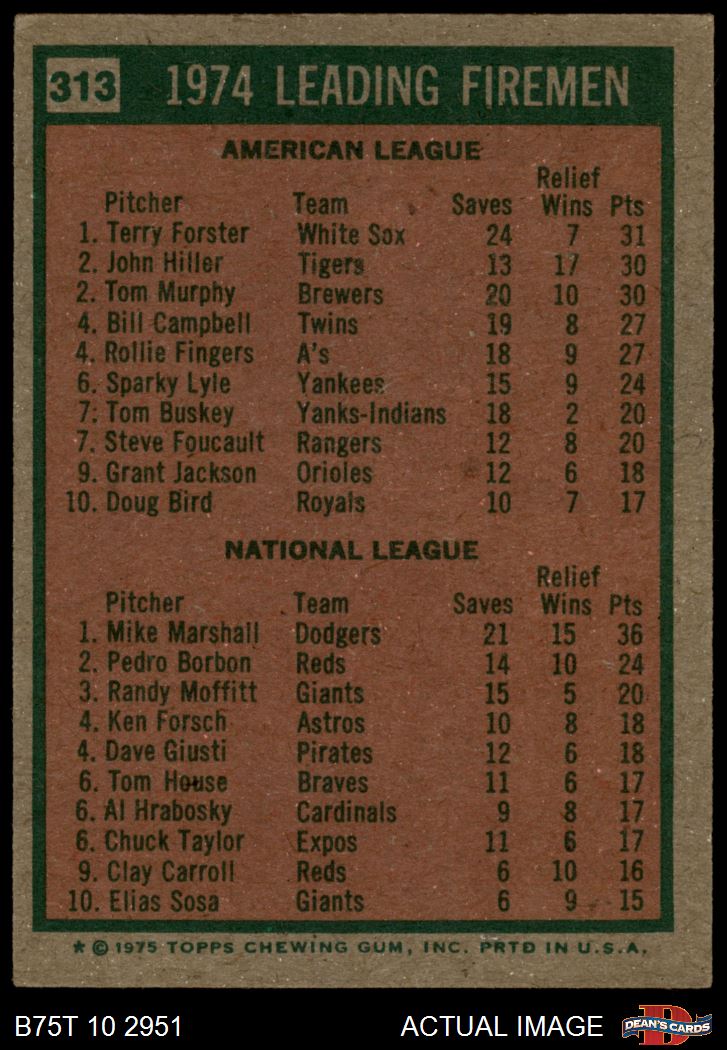 313 1974 LEADING FIREMEN
AMERICAN LEAGUE
Relief
Pitcher Team Saves Wins Pts
1. Terry Forster White Sox 24 7 31
2. John Hiller Tigers 13 17 30
2. Tom Murphy Brewers 20 10 30
4. Bill Campbell Twins 19 8 27
4. Rollie Fingers A's 18 9 27
6. Sparky Lyle Yankees 15 9 24
7. Tom Buskey Yanks-Indians 18 2 20
7. Steve Foucault Rangers 12 8 20
9. Grant Jackson Orioles 12 6 18
10. Doug Bird Royals 10 7 17
NATIONAL LEAGUE
Relief
Pitcher Team Saves Wins Pts
1. Mike Marshall Dodgers 21 15 36
2. Pedro Borbon Reds 14 10 24
3. Randy Moffitt Giants 15 5 20
4. Ken Forsch Astros 10 8 18
4. Dave Giusti Pirates 12 6 18
6. Tom House Braves 11 6 17
6. Al Hrabosky Cardinals 9 8 17
6. Chuck Taylor Expos 11 6 17
9. Clay Carroll Reds 6 10 16
10. Elias Sosa Giants 6 9 15
* © 1975 TOPPS CHEWING GUM, INC. PRTD IN U.S.A.
B75T 10 2951 ACTUAL IMAGE D DEAN'S CARDS